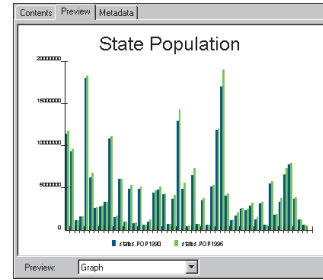 Contents Preview Metadata
State Population
20000000
15000000
10000000
5000000
0
states.POP1990 states.POP1996
Preview: Graph